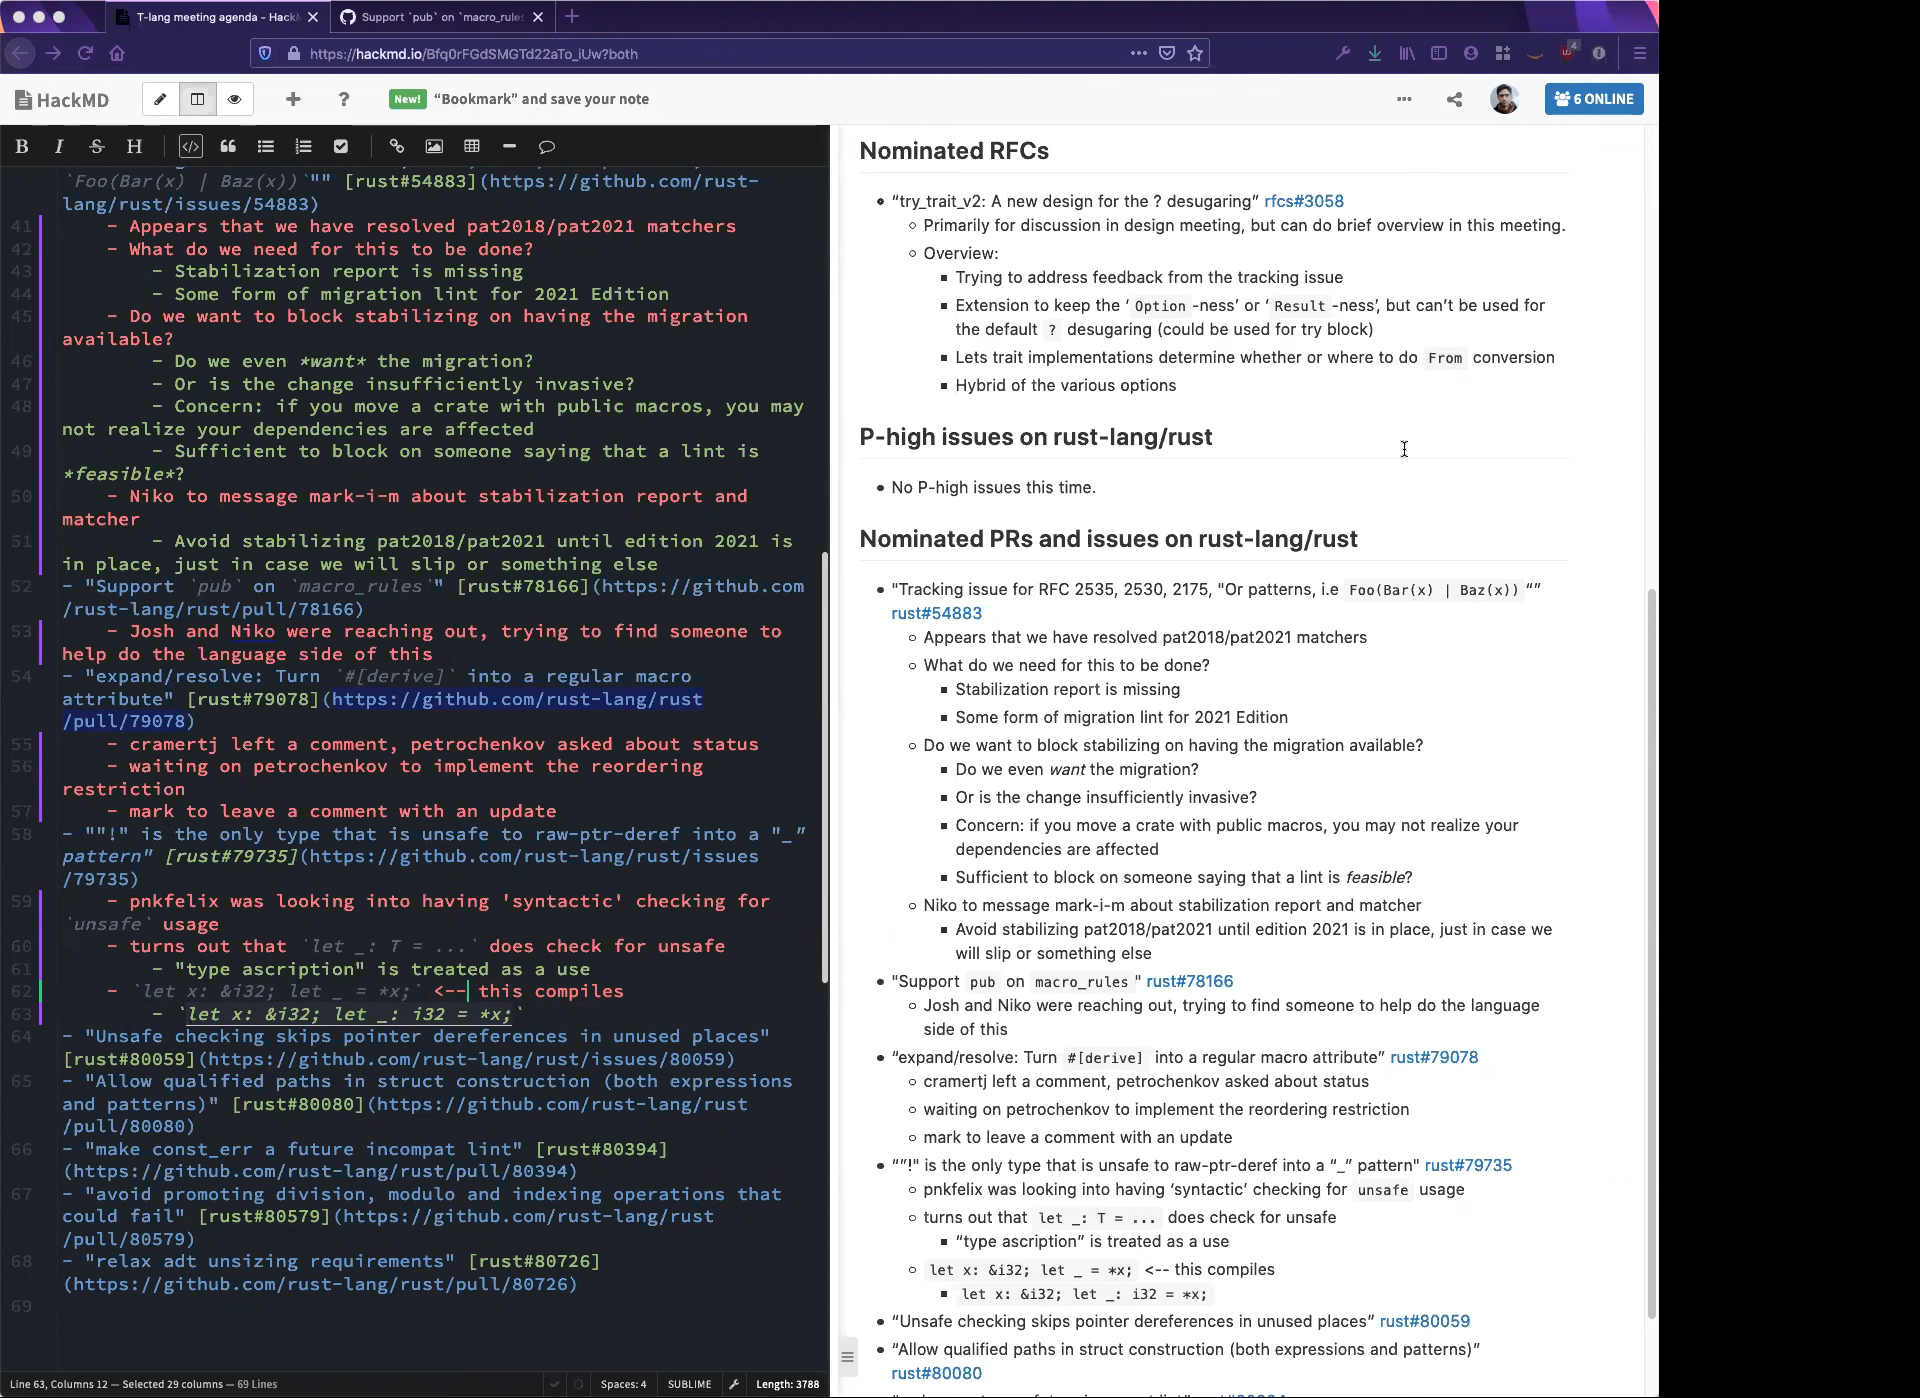 T-lang meeting agenda - Hack
Support `pub` on `macro_rules
https://hackmd.io/Bfq0rFGdSMGTd22aTo_iUw?both
4
HackMD
New! “Bookmark” and save your note
6 ONLINE
B I S H
`Foo(Bar(x) | Baz(x))`"" [rust#54883](https://github.com/rust-
lang/rust/issues/54883)
41 - Appears that we have resolved pat2018/pat2021 matchers
42 - What do we need for this to be done?
43 - Stabilization report is missing
44 - Some form of migration lint for 2021 Edition
45 - Do we want to block stabilizing on having the migration
available?
46 - Do we even *want* the migration?
47 - Or is the change insufficiently invasive?
48 - Concern: if you move a crate with public macros, you may
not realize your dependencies are affected
49 - Sufficient to block on someone saying that a lint is
*feasible*?
50 - Niko to message mark-i-m about stabilization report and
matcher
51 - Avoid stabilizing pat2018/pat2021 until edition 2021 is
in place, just in case we will slip or something else
52 - "Support `pub` on `macro_rules`" [rust#78166](https://github.com
/rust-lang/rust/pull/78166)
53 - Josh and Niko were reaching out, trying to find someone to
help do the language side of this
54 - "expand/resolve: Turn `#[derive]` into a regular macro
attribute" [rust#79078](https://github.com/rust-lang/rust
/pull/79078)
55 - cramertj left a comment, petrochenkov asked about status
56 - waiting on petrochenkov to implement the reordering
restriction
57 - mark to leave a comment with an update
58 - ""!" is the only type that is unsafe to raw-ptr-deref into a "_"
pattern" [rust#79735](https://github.com/rust-lang/rust/issues
/79735)
59 - pnkfelix was looking into having 'syntactic' checking for
`unsafe` usage
60 - turns out that `let _: T = ...` does check for unsafe
61 - "type ascription" is treated as a use
62 - `let x: &i32; let _ = *x;` <-- this compiles
63 - `let x: &i32; let _: i32 = *x;`
64 - "Unsafe checking skips pointer dereferences in unused places"
[rust#80059](https://github.com/rust-lang/rust/issues/80059)
65 - "Allow qualified paths in struct construction (both expressions
and patterns)" [rust#80080](https://github.com/rust-lang/rust
/pull/80080)
66 - "make const_err a future incompat lint" [rust#80394]
(https://github.com/rust-lang/rust/pull/80394)
67 - "avoid promoting division, modulo and indexing operations that
could fail" [rust#80579](https://github.com/rust-lang/rust
/pull/80579)
68 - "relax adt unsizing requirements" [rust#80726]
(https://github.com/rust-lang/rust/pull/80726)
69
Line 63, Columns 12 — Selected 29 columns — 69 Lines
Spaces: 4 SUBLIME Length: 3788
Nominated RFCs
“try_trait_v2: A new design for the ? desugaring” rfcs#3058
Primarily for discussion in design meeting, but can do brief overview in this meeting.
Overview:
Trying to address feedback from the tracking issue
Extension to keep the ‘ Option -ness’ or ‘ Result -ness’, but can’t be used for
the default ? desugaring (could be used for try block)
Lets trait implementations determine whether or where to do From conversion
Hybrid of the various options
P-high issues on rust-lang/rust
No P-high issues this time.
Nominated PRs and issues on rust-lang/rust
"Tracking issue for RFC 2535, 2530, 2175, "Or patterns, i.e Foo(Bar(x) | Baz(x)) “”
rust#54883
Appears that we have resolved pat2018/pat2021 matchers
What do we need for this to be done?
Stabilization report is missing
Some form of migration lint for 2021 Edition
Do we want to block stabilizing on having the migration available?
Do we even want the migration?
Or is the change insufficiently invasive?
Concern: if you move a crate with public macros, you may not realize your
dependencies are affected
Sufficient to block on someone saying that a lint is feasible?
Niko to message mark-i-m about stabilization report and matcher
Avoid stabilizing pat2018/pat2021 until edition 2021 is in place, just in case we
will slip or something else
"Support pub on macro_rules " rust#78166
Josh and Niko were reaching out, trying to find someone to help do the language
side of this
“expand/resolve: Turn #[derive] into a regular macro attribute” rust#79078
cramertj left a comment, petrochenkov asked about status
waiting on petrochenkov to implement the reordering restriction
mark to leave a comment with an update
“”!" is the only type that is unsafe to raw-ptr-deref into a “_” pattern" rust#79735
pnkfelix was looking into having ‘syntactic’ checking for unsafe usage
turns out that let _: T = ... does check for unsafe
“type ascription” is treated as a use
let x: &i32; let _ = *x; <-- this compiles
let x: &i32; let _: i32 = *x;
“Unsafe checking skips pointer dereferences in unused places” rust#80059
“Allow qualified paths in struct construction (both expressions and patterns)”
rust#80080